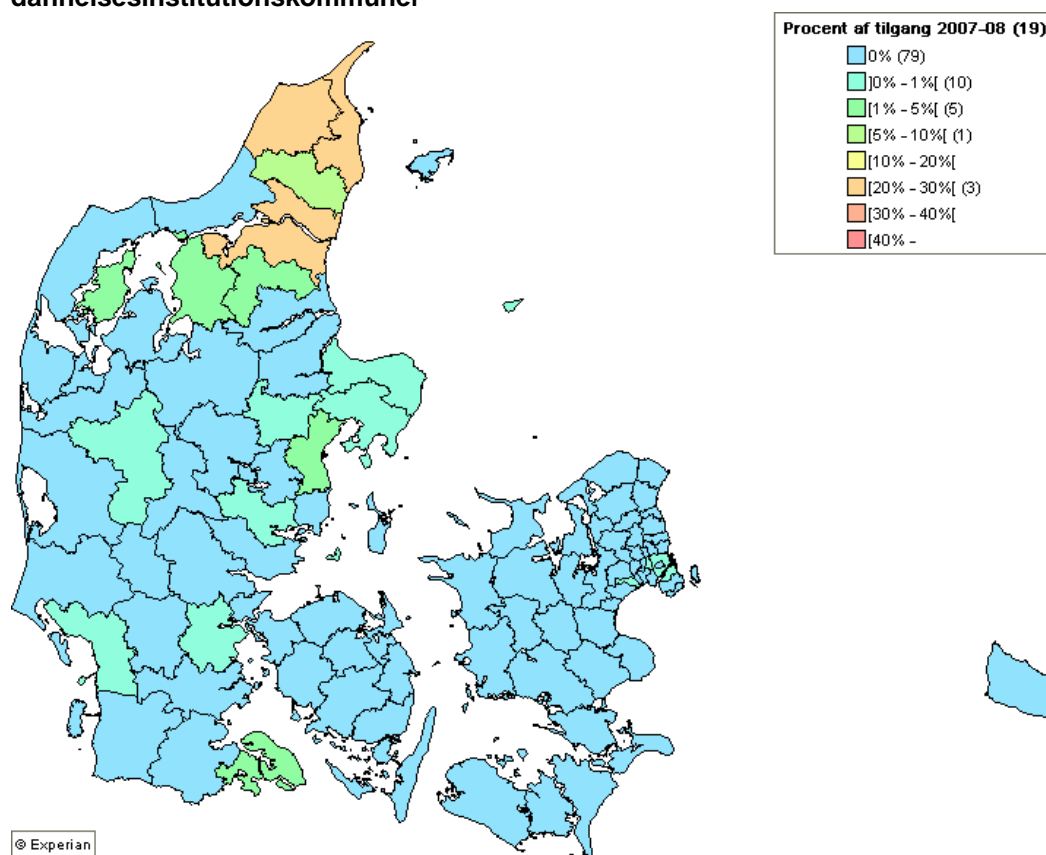 dannelsesinstitutionskommuner
Procent af tilgang 2007-08 (19)
0% (79)
]0% - 1%[ (10)
[1% - 5%[ (5)
[5% - 10%[ (1)
[10% - 20%[
[20% - 30%[ (3)
[30% - 40%[
[40% -
© Experian